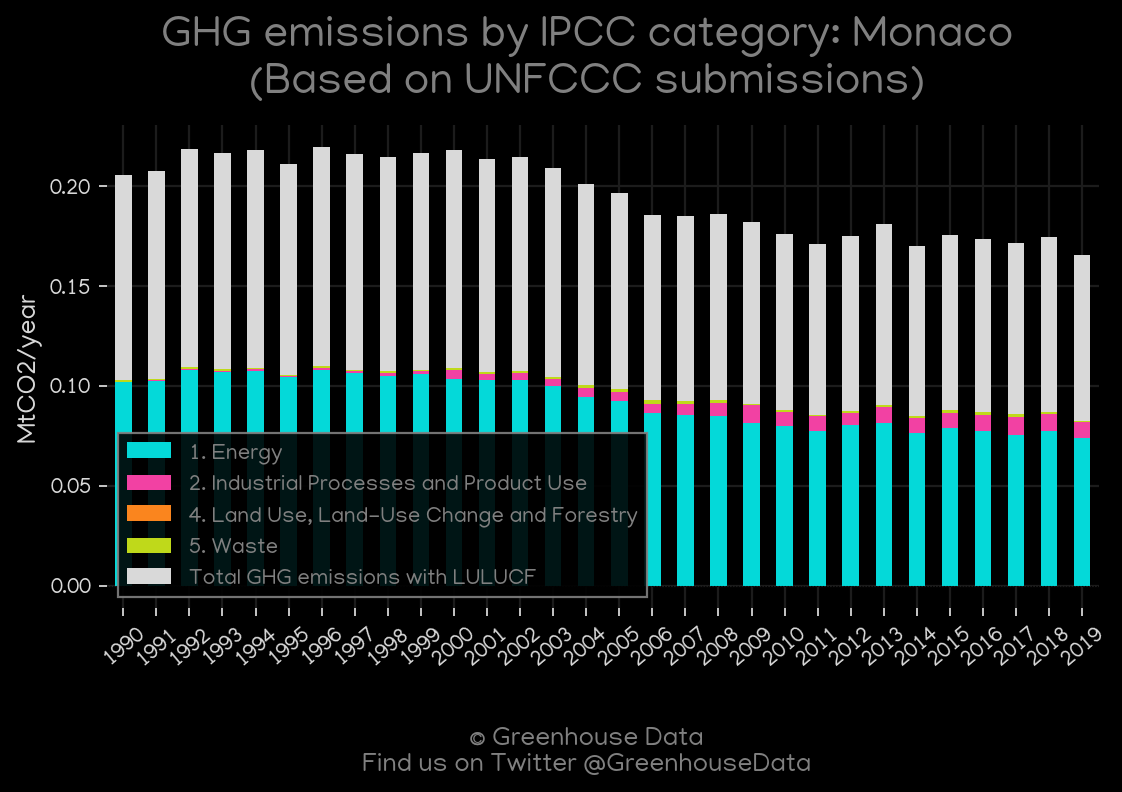 GHG emissions by IPCC category: Monaco
(Based on UNFCCC submissions)
MtCO2/year
0.20
0.15
0.10
0.05
0.00
1. Energy
2. Industrial Processes and Product Use
4. Land Use, Land-Use Change and Forestry
5. Waste
Total GHG emissions with LULUCF
1990 1991 1992 1993 1994 1995 1996 1997 1998 1999 2000 2001 2002 2003 2004 2005 2006 2007 2008 2009 2010 2011 2012 2013 2014 2015 2016 2017 2018 2019
© Greenhouse Data
Find us on Twitter @GreenhouseData